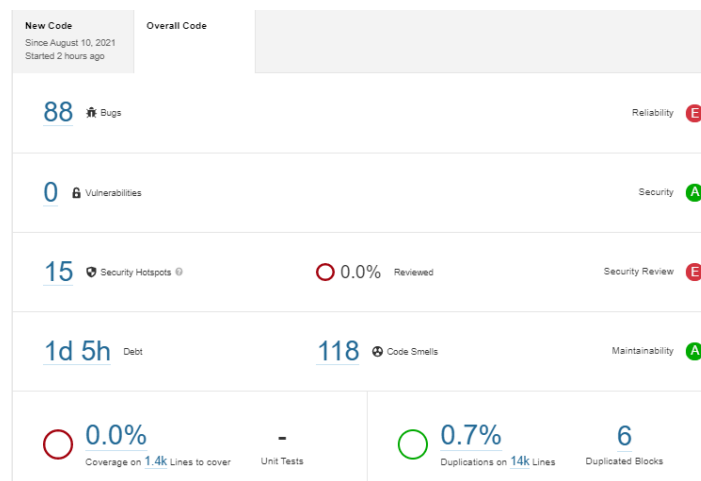 New Code
Overall Code
Since August 10, 2021
Started 2 hours ago
88 Bugs
Reliability E
0 Vulnerabilities
Security A
15 Security Hotspots ?
0.0% Reviewed
Security Review E
1d 5h Debt
118 Code Smells
Maintainability A
0.0%
Coverage on 1.4k Lines to cover
-
Unit Tests
0.7%
Duplications on 14k Lines
6
Duplicated Blocks